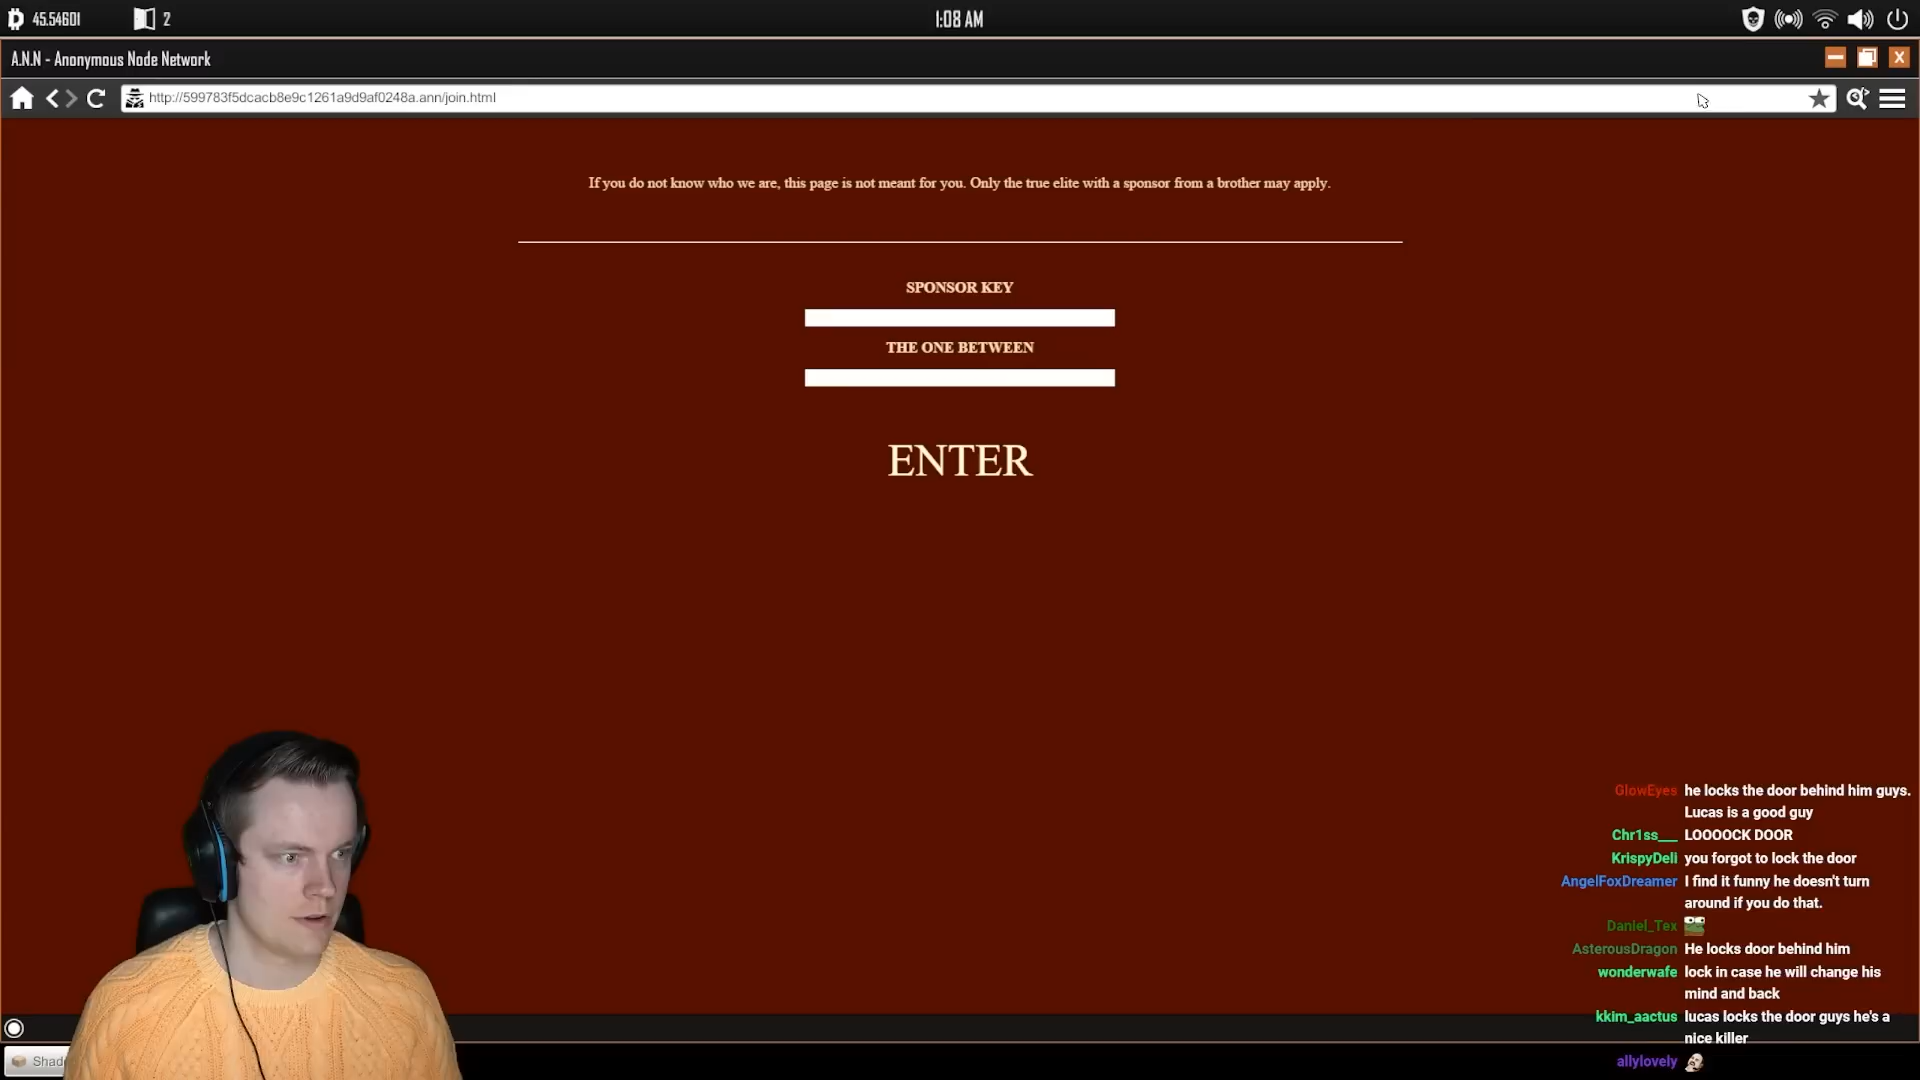 45.54601
2
1:08 AM
A.N.N - Anonymous Node Network
http://599783f5dcacb8e9c1261a9d9af0248a.ann/join.html
If you do not know who we are, this page is not meant for you. Only the true elite with a sponsor from a brother may apply.
SPONSOR KEY
THE ONE BETWEEN
ENTER
GlowEyes he locks the door behind him guys.
Lucas is a good guy
Chr1ss___ LOOOOCK DOOR
KrispyDeli you forgot to lock the door
AngelFoxDreamer I find it funny he doesn't turn
around if you do that.
Daniel_Tex
AsterousDragon He locks door behind him
wonderwafe lock in case he will change his
mind and back
kkim_aactus lucas locks the door guys he's a
nice killer
allylovely
Shad